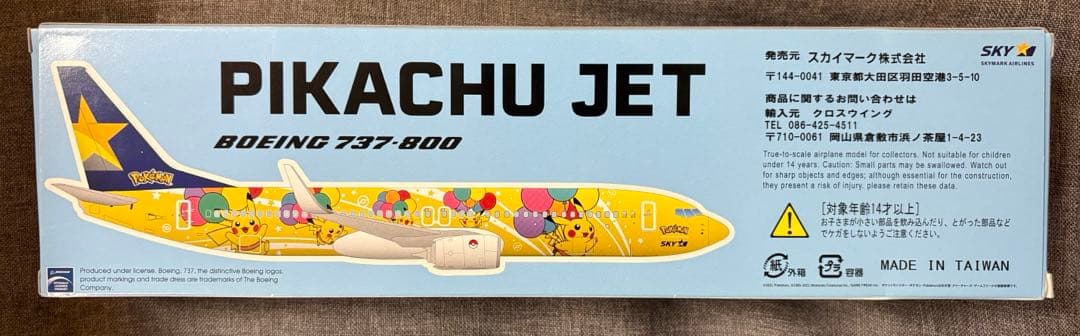 PIKACHU JET
BOEING 737-800
POKÉMON
POKÉMON
SKY
Produced under license. Boeing, 737, the distinctive Boeing logos,
product markings and trade dress are trademarks of The Boeing
Company.
発売元 スカイマーク株式会社
〒144-0041 東京都大田区羽田空港3-5-10
SKY
SKYMARK AIRLINES
商品に関するお問い合わせは
輸入元 クロスウイング
TEL 086-425-4511
〒710-0061 岡山県倉敷市浜ノ茶屋1-4-23
True-to-scale airplane model for collectors. Not suitable for children
under 14 years. Caution: Small parts may be swallowed. Watch out
for sharp objects and edges; although essential for the construction,
they present a risk of injury. please retain these data.
[対象年齢14才以上]
お子さまが小さい部品を飲み込んだり、とがった部品など
でケガをしないようご注意ください。
紙 外箱
プラ 容器
MADE IN TAIWAN